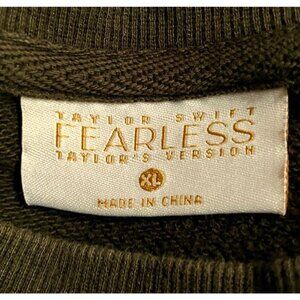 TAYLOR SWIFT
FEARLESS
TAYLOR'S VERSION
XL
MADE IN CHINA